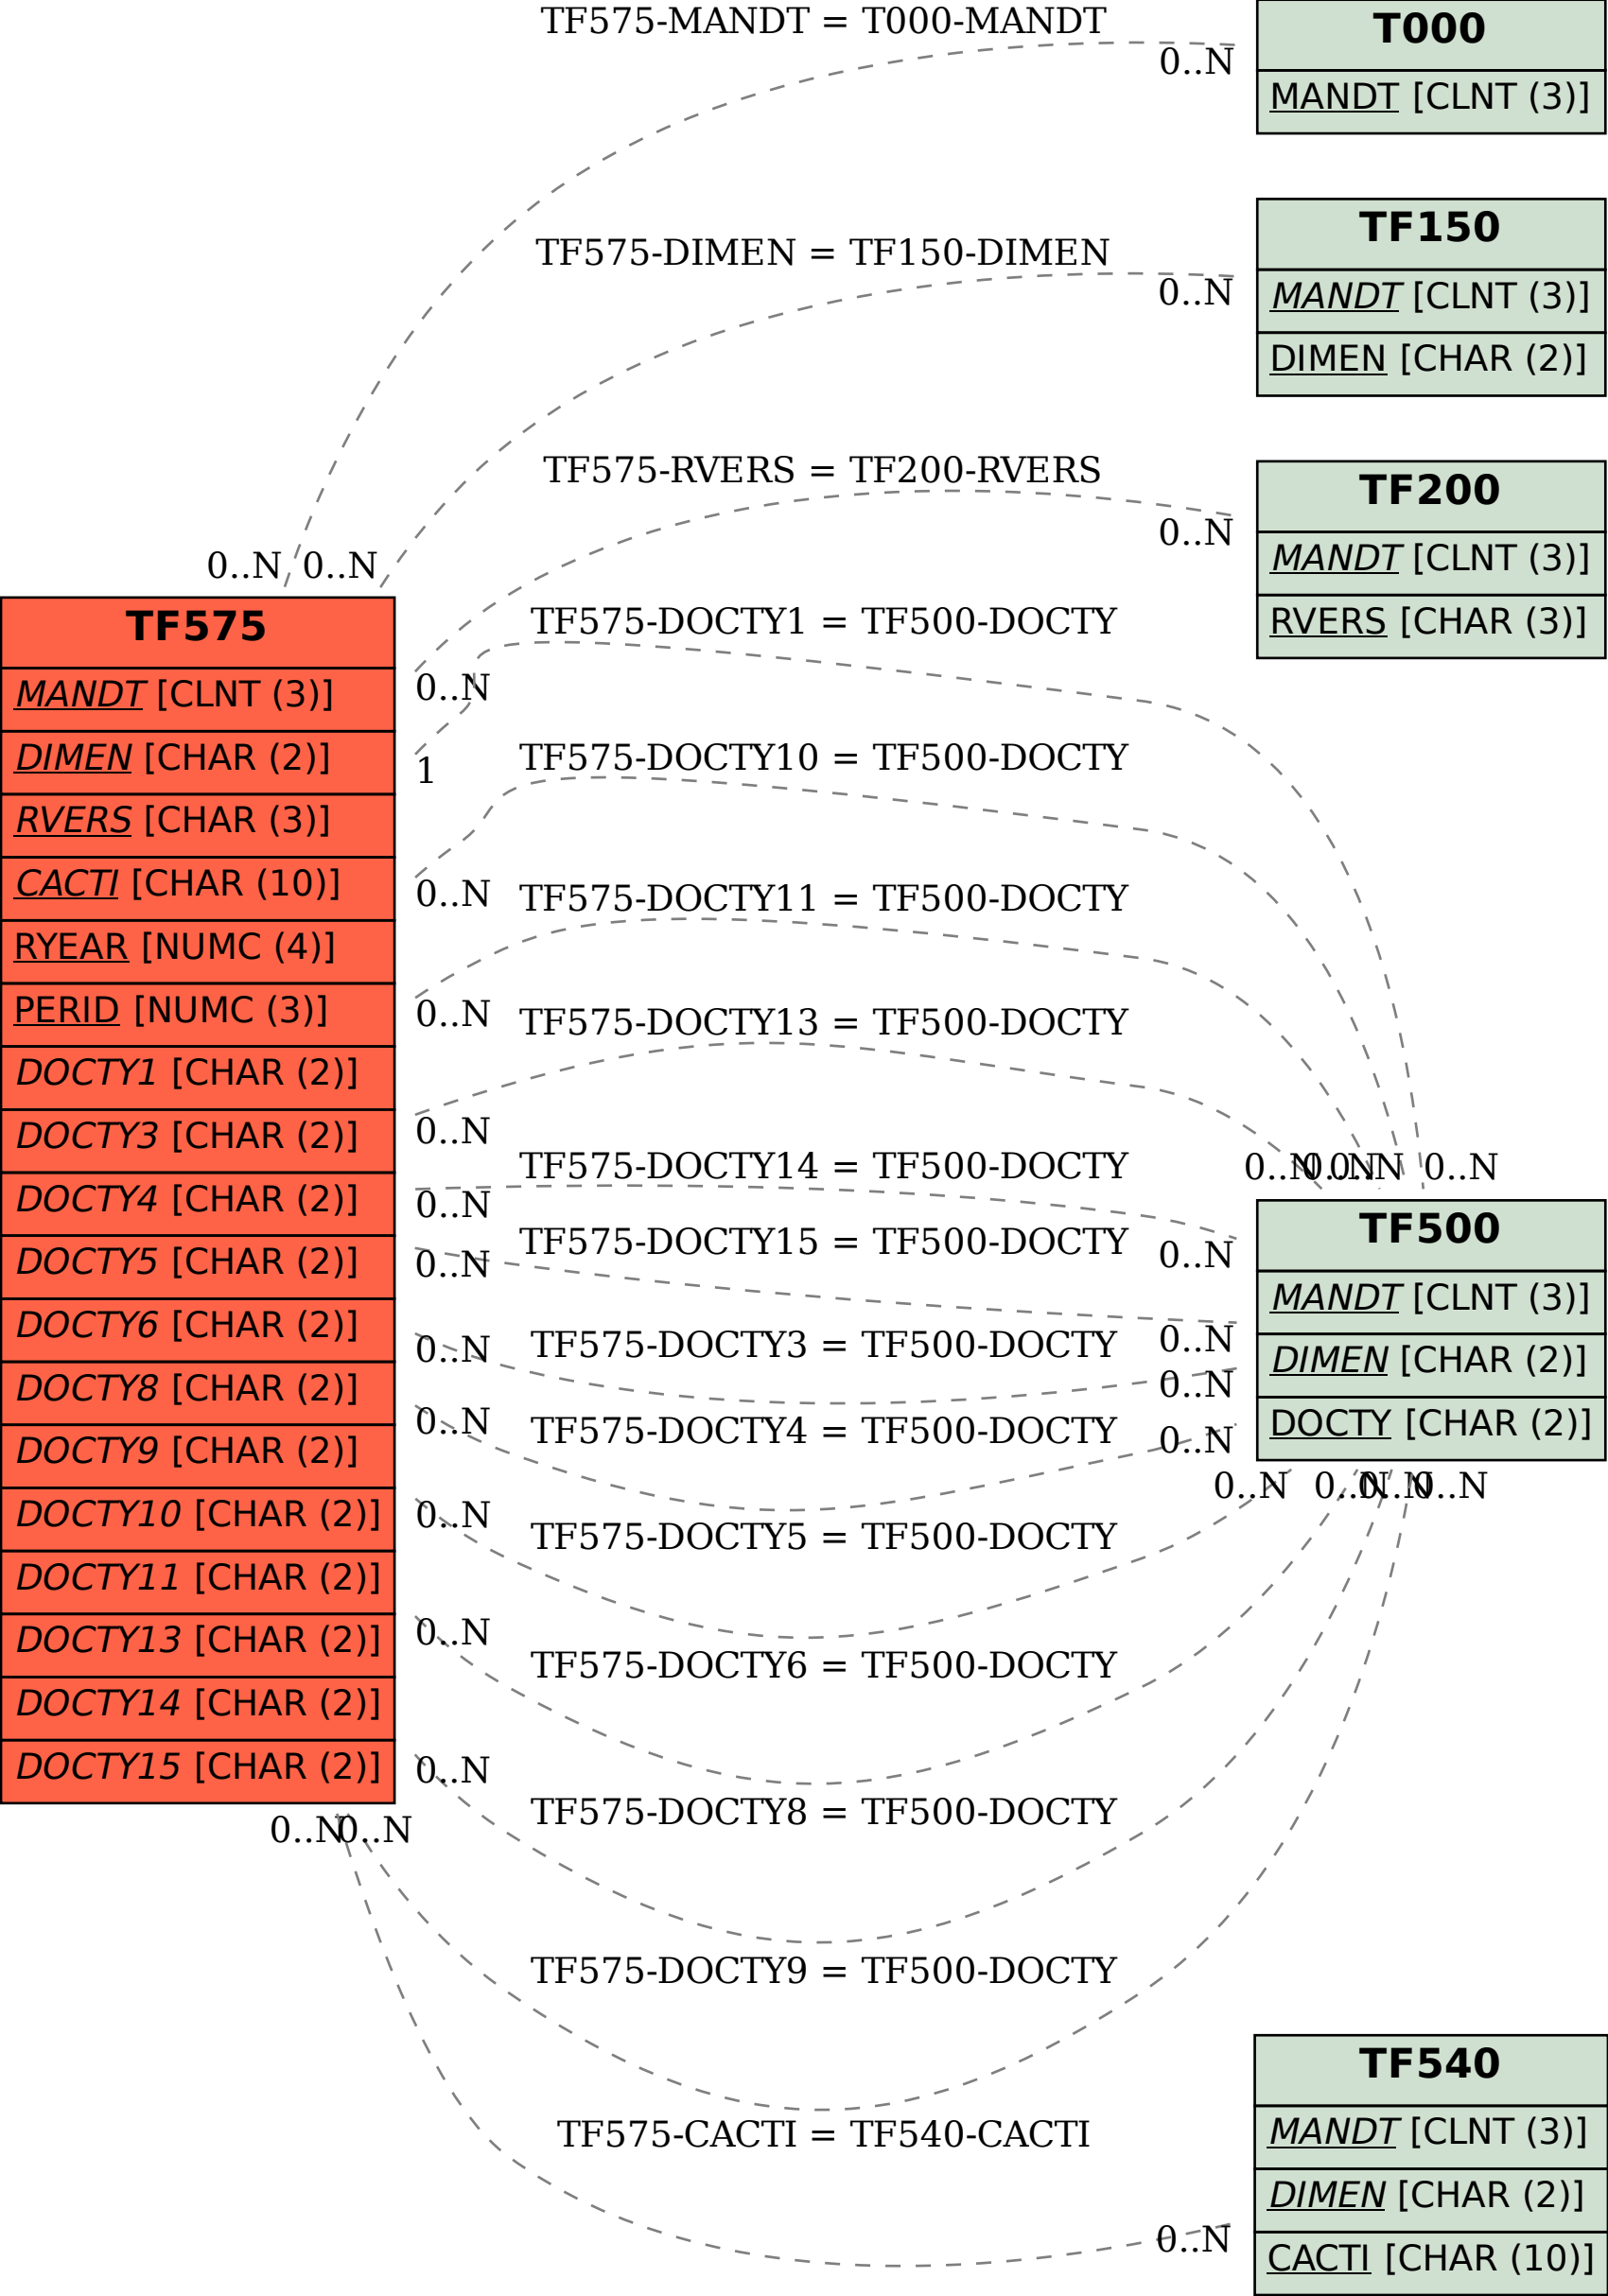 TF575-MANDT = T000-MANDT
0..N
T000
MANDT [CLNT (3)]
TF575-DIMEN = TF150-DIMEN
0..N
TF150
MANDT [CLNT (3)]
DIMEN [CHAR (2)]
TF575-RVERS = TF200-RVERS
0..N
TF200
MANDT [CLNT (3)]
RVERS [CHAR (3)]
0..N 0..N
TF575
MANDT [CLNT (3)]
DIMEN [CHAR (2)]
RVERS [CHAR (3)]
CACTI [CHAR (10)]
RYEAR [NUMC (4)]
PERID [NUMC (3)]
DOCTY1 [CHAR (2)]
DOCTY3 [CHAR (2)]
DOCTY4 [CHAR (2)]
DOCTY5 [CHAR (2)]
DOCTY6 [CHAR (2)]
DOCTY8 [CHAR (2)]
DOCTY9 [CHAR (2)]
DOCTY10 [CHAR (2)]
DOCTY11 [CHAR (2)]
DOCTY13 [CHAR (2)]
DOCTY14 [CHAR (2)]
DOCTY15 [CHAR (2)]
0..N 0..N
0..N
TF575-DOCTY1 = TF500-DOCTY
1
TF575-DOCTY10 = TF500-DOCTY
0..N
TF575-DOCTY11 = TF500-DOCTY
0..N
TF575-DOCTY13 = TF500-DOCTY
0..N
TF575-DOCTY14 = TF500-DOCTY
0..N
TF575-DOCTY15 = TF500-DOCTY
0..N
TF575-DOCTY3 = TF500-DOCTY
0..N
TF575-DOCTY4 = TF500-DOCTY
0..N
TF575-DOCTY5 = TF500-DOCTY
0..N
TF575-DOCTY6 = TF500-DOCTY
0..N
TF575-DOCTY8 = TF500-DOCTY
0..N
TF575-DOCTY9 = TF500-DOCTY
TF575-CACTI = TF540-CACTI
0..N 0..N 0..N 0..N
0..N
0..N
0..N
0..N
TF500
MANDT [CLNT (3)]
DIMEN [CHAR (2)]
DOCTY [CHAR (2)]
0..N 0..N 0..N 0..N
TF540
MANDT [CLNT (3)]
DIMEN [CHAR (2)]
CACTI [CHAR (10)]
0..N